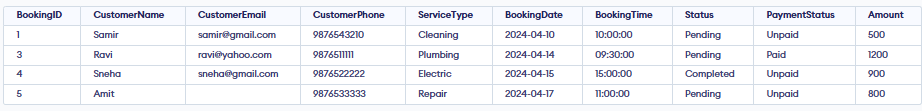 BookingID CustomerName CustomerEmail CustomerPhone ServiceType BookingDate BookingTime Status PaymentStatus Amount
1 Samir samir@gmail.com 9876543210 Cleaning 2024-04-10 10:00:00 Pending Unpaid 500
3 Ravi ravi@yahoo.com 9876511111 Plumbing 2024-04-14 09:30:00 Pending Paid 1200
4 Sneha sneha@gmail.com 9876522222 Electric 2024-04-15 15:00:00 Completed Unpaid 900
5 Amit 9876533333 Repair 2024-04-17 11:00:00 Pending Unpaid 800